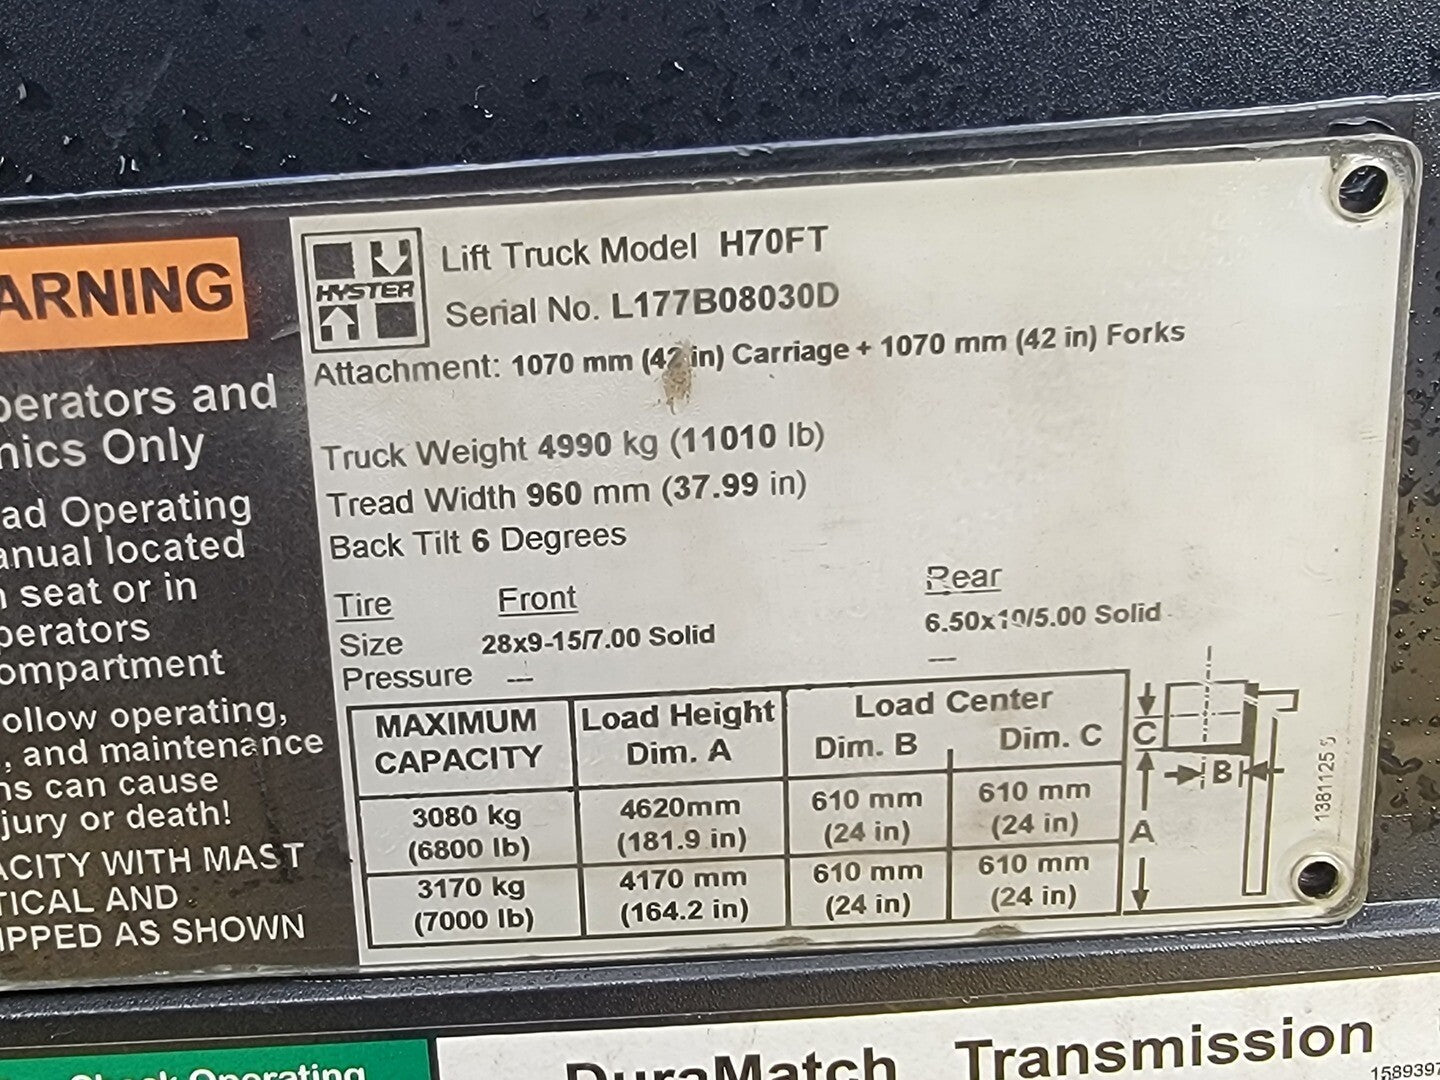 ARNING
perators and
nics Only
ad Operating
anual located
n seat or in
perators
ompartment
ollow operating,
, and maintenance
ns can cause
jury or death!
ACITY WITH MAST
TICAL AND
IPPED AS SHOWN
HYSTER
Lift Truck Model H70FT
Serial No. L177B08030D
Attachment: 1070 mm (42 in) Carriage + 1070 mm (42 in) Forks
Truck Weight 4990 kg (11010 lb)
Tread Width 960 mm (37.99 in)
Back Tilt 6 Degrees
Tire Front Rear
Size 28x9-15/7.00 Solid 6.50x10/5.00 Solid
Pressure --- ---
MAXIMUM CAPACITY Load Height Dim. A Load Center Dim. B Dim. C
3080 kg 4620mm 610 mm 610 mm
(6800 lb) (181.9 in) (24 in) (24 in)
3170 kg 4170 mm 610 mm 610 mm
(7000 lb) (164.2 in) (24 in) (24 in)
C
B
A
1381125
Check Operating
DuraMatch Transmission
1589397